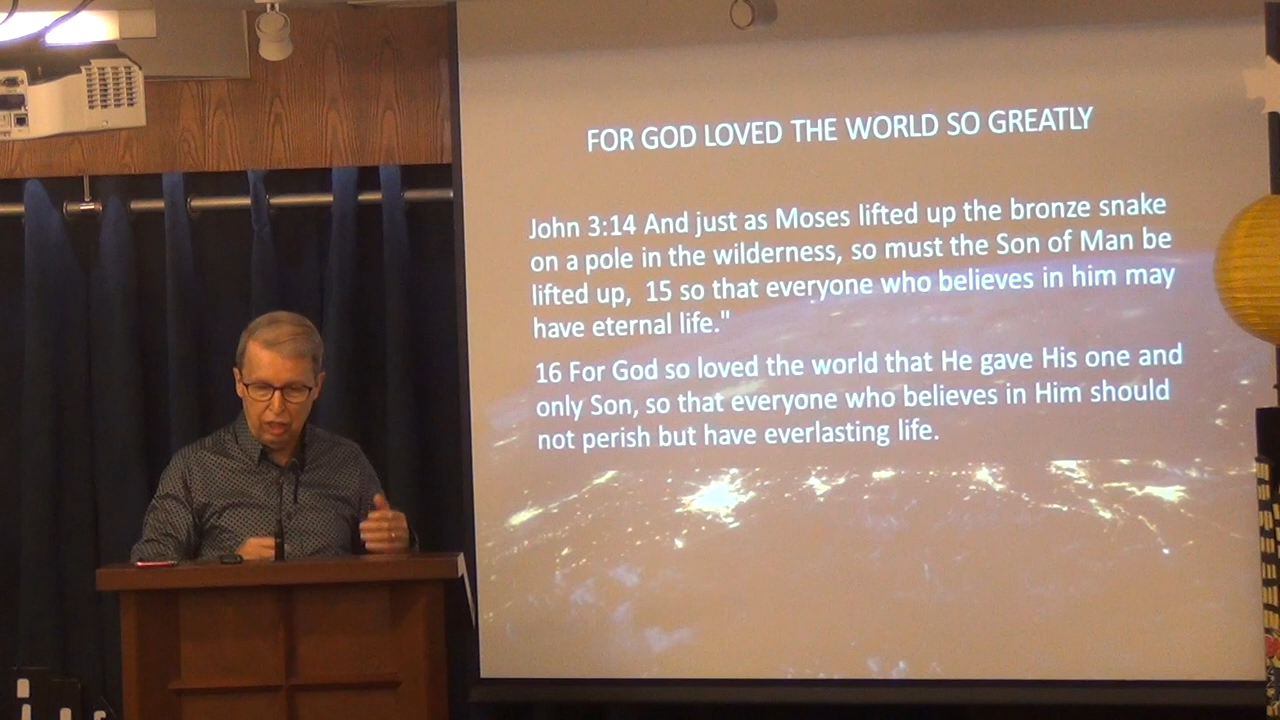 FOR GOD LOVED THE WORLD SO GREATLY
John 3:14 And just as Moses lifted up the bronze snake
on a pole in the wilderness, so must the Son of Man be
lifted up,  15 so that everyone who believes in him may
have eternal life."
16 For God so loved the world that He gave His one and
only Son, so that everyone who believes in Him should
not perish but have everlasting life.